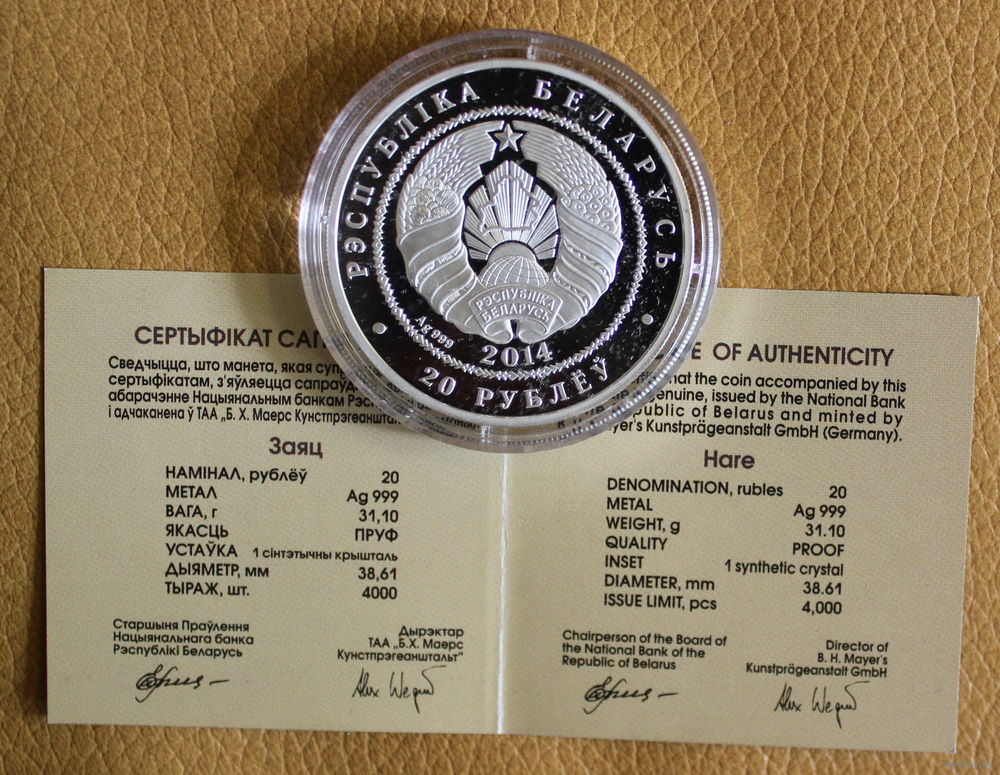 РЭСПУБЛІКА БЕЛАРУСЬ
РЭСПУБЛІКА
БЕЛАРУСЬ
Ag 999
2014
20 РУБЛЁЎ
СЕРТЫФІКАТ
Сведчыцца, што манета, якая
сертыфікатам, з'яўляецца
абарачэнне Нацыянальным банкам
і адчаканена ў ТАА „Б. Х. Маерс
Заяц
НАМІНАЛ, рублёў 20
МЕТАЛ Ag 999
ВАГА, г 31,10
ЯКАСЦЬ ПРУФ
УСТАЎКА 1 сінтэтычны крышталь
ДЫЯМЕТР, мм 38,61
ТЫРАЖ, шт. 4000
Старшыня Праўлення
Нацыянальнага банка
Рэспублікі Беларусь
Дырэктар
ТАА „Б.Х. Маерс
Кунстпрэгеанштальт"
OF AUTHENTICITY
that the coin accompanied by this
genuine, issued by the National Bank
Republic of Belarus and minted by
Mayer's Kunstprägeanstalt GmbH (Germany).
Hare
DENOMINATION, rubles 20
METAL Ag 999
WEIGHT, g 31.10
QUALITY PROOF
INSET 1 synthetic crystal
DIAMETER, mm 38.61
ISSUE LIMIT, pcs 4,000
Chairperson of the Board of
the National Bank of the
Republic of Belarus
Director of
B. H. Mayer's
Kunstprägeanstalt GmbH